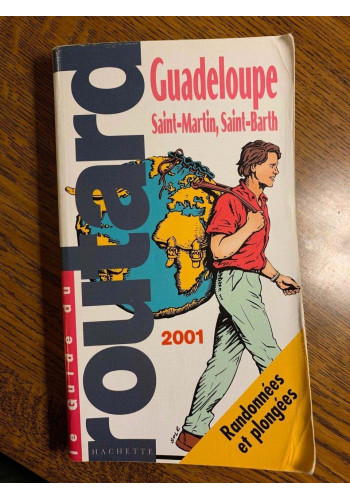 Guadeloupe
Saint-Martin, Saint-Barth
le Guide du
routard
2001
Randonnées
et plongées
HACHETTE